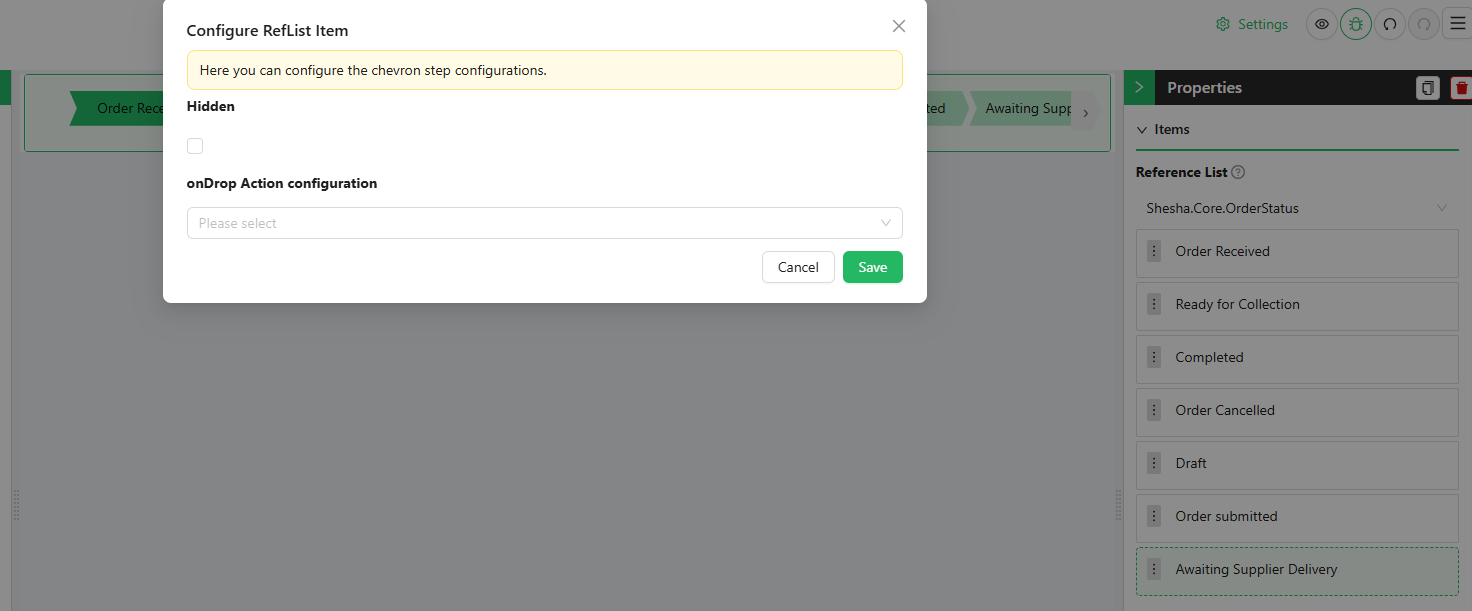 Configure RefList Item
Here you can configure the chevron step configurations.
Hidden
onDrop Action configuration
Please select
Cancel
Save
Settings
Order Rece
ted
Awaiting Supp
Properties
Items
Reference List
Shesha.Core.OrderStatus
Order Received
Ready for Collection
Completed
Order Cancelled
Draft
Order submitted
Awaiting Supplier Delivery